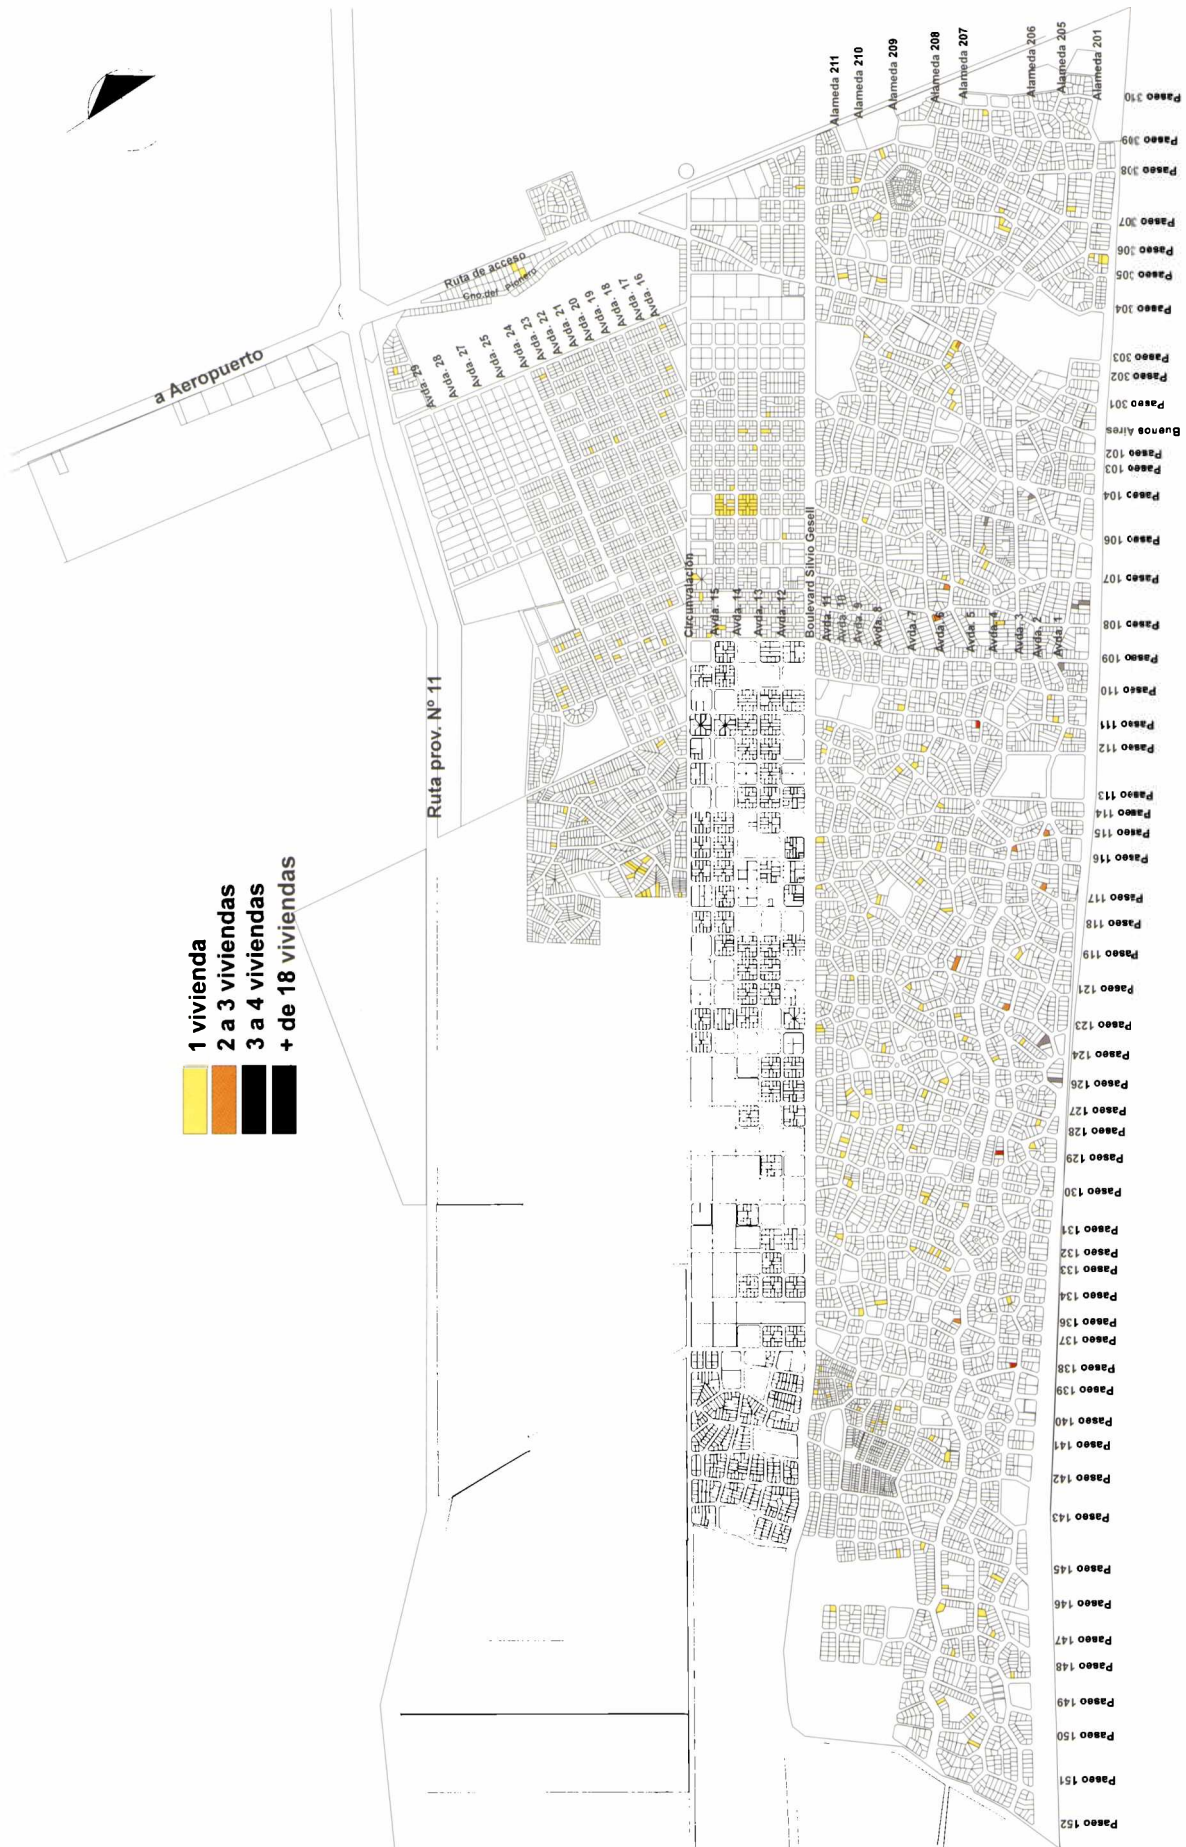 Alameda 211
Alameda 210
Alameda 209
Alameda 208
Alameda 207
Alameda 206
Alameda 205
Alameda 201
Paseo 310
Paseo 309
Paseo 308
Paseo 307
Paseo 306
Paseo 305
Paseo 304
Paseo 303
Paseo 302
Paseo 301
Buenos Aires
Paseo 102
Paseo 103
Paseo 104
Paseo 106
Paseo 107
Paseo 108
Paseo 109
Paseo 110
Paseo 111
Paseo 112
Paseo 113
Paseo 114
Paseo 115
Paseo 116
Paseo 117
Paseo 118
Paseo 119
Paseo 121
Paseo 123
Paseo 124
Paseo 126
Paseo 127
Paseo 128
Paseo 129
Paseo 130
Paseo 131
Paseo 132
Paseo 133
Paseo 134
Paseo 136
Paseo 137
Paseo 138
Paseo 139
Paseo 140
Paseo 141
Paseo 142
Paseo 143
Paseo 145
Paseo 146
Paseo 147
Paseo 148
Paseo 149
Paseo 150
Paseo 151
Paseo 152
Ruta de acceso
Cno.del Pionero
a Aeropuerto
Avda. 29
Avda. 28
Avda. 27
Avda. 25
Avda. 24
Avda. 23
Avda. 22
Avda. 21
Avda. 20
Avda. 19
Avda. 18
Avda. 17
Avda. 16
Circunvalación
Avda. 15
Avda. 14
Avda. 13
Avda. 12
Boulevard Silvio Gesell
Avda. 11
Avda. 10
Avda. 9
Avda. 8
Avda. 7
Avda. 6
Avda. 5
Avda. 4
Avda. 3
Avda. 2
Avda. 1
Ruta prov. Nº 11
1 vivienda
2 a 3 viviendas
3 a 4 viviendas
+ de 18 viviendas